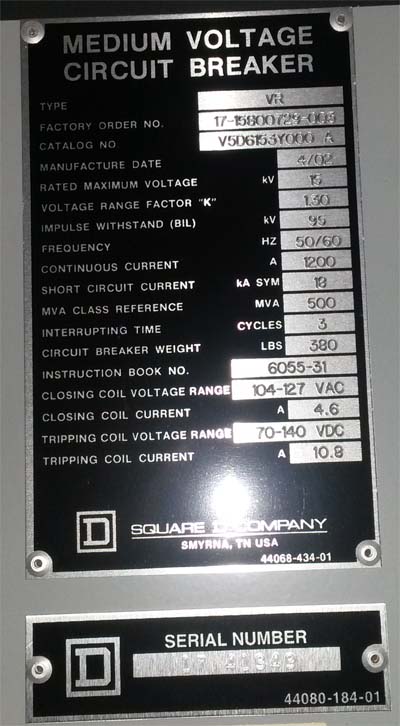 MEDIUM VOLTAGE
CIRCUIT BREAKER
TYPE VR
FACTORY ORDER NO. 17-15800729-003
CATALOG NO V5D6153Y000 A
MANUFACTURE DATE 4/02
RATED MAXIMUM VOLTAGE kV 15
VOLTAGE RANGE FACTOR "K" 1.30
IMPULSE WITHSTAND (BIL) kV 95
FREQUENCY HZ 50/60
CONTINUOUS CURRENT A 1200
SHORT CIRCUIT CURRENT kA SYM 18
MVA CLASS REFERENCE MVA 500
INTERRUPTING TIME CYCLES 3
CIRCUIT BREAKER WEIGHT LBS 380
INSTRUCTION BOOK NO. 6055-31
CLOSING COIL VOLTAGE RANGE 104-127 VAC
CLOSING COIL CURRENT A 4.6
TRIPPING COIL VOLTAGE RANGE 70-140 VDC
TRIPPING COIL CURRENT A 10.8
D SQUARE D COMPANY
SMYRNA, TN USA
44068-434-01
D SERIAL NUMBER
44080-184-01